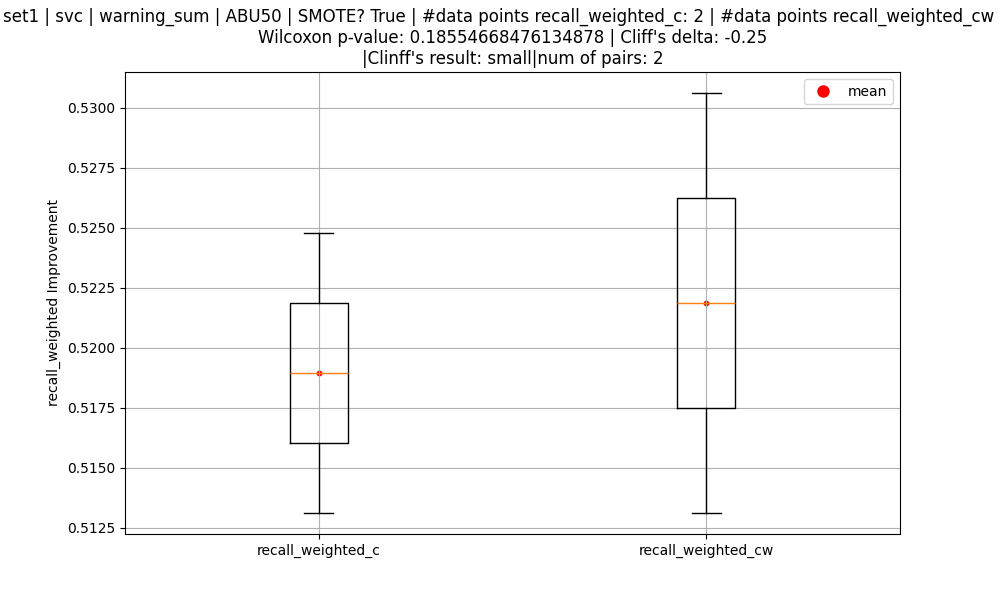 set1 | svc | warning_sum | ABU50 | SMOTE? True | #data points recall_weighted_c: 2 | #data points recall_weighted_cw
Wilcoxon p-value: 0.18554668476134878 | Cliff's delta: -0.25
|Clinff's result: small|num of pairs: 2
mean
0.5300
0.5275
0.5250
0.5225
0.5200
0.5175
0.5150
0.5125
recall_weighted Improvement
recall_weighted_c
recall_weighted_cw